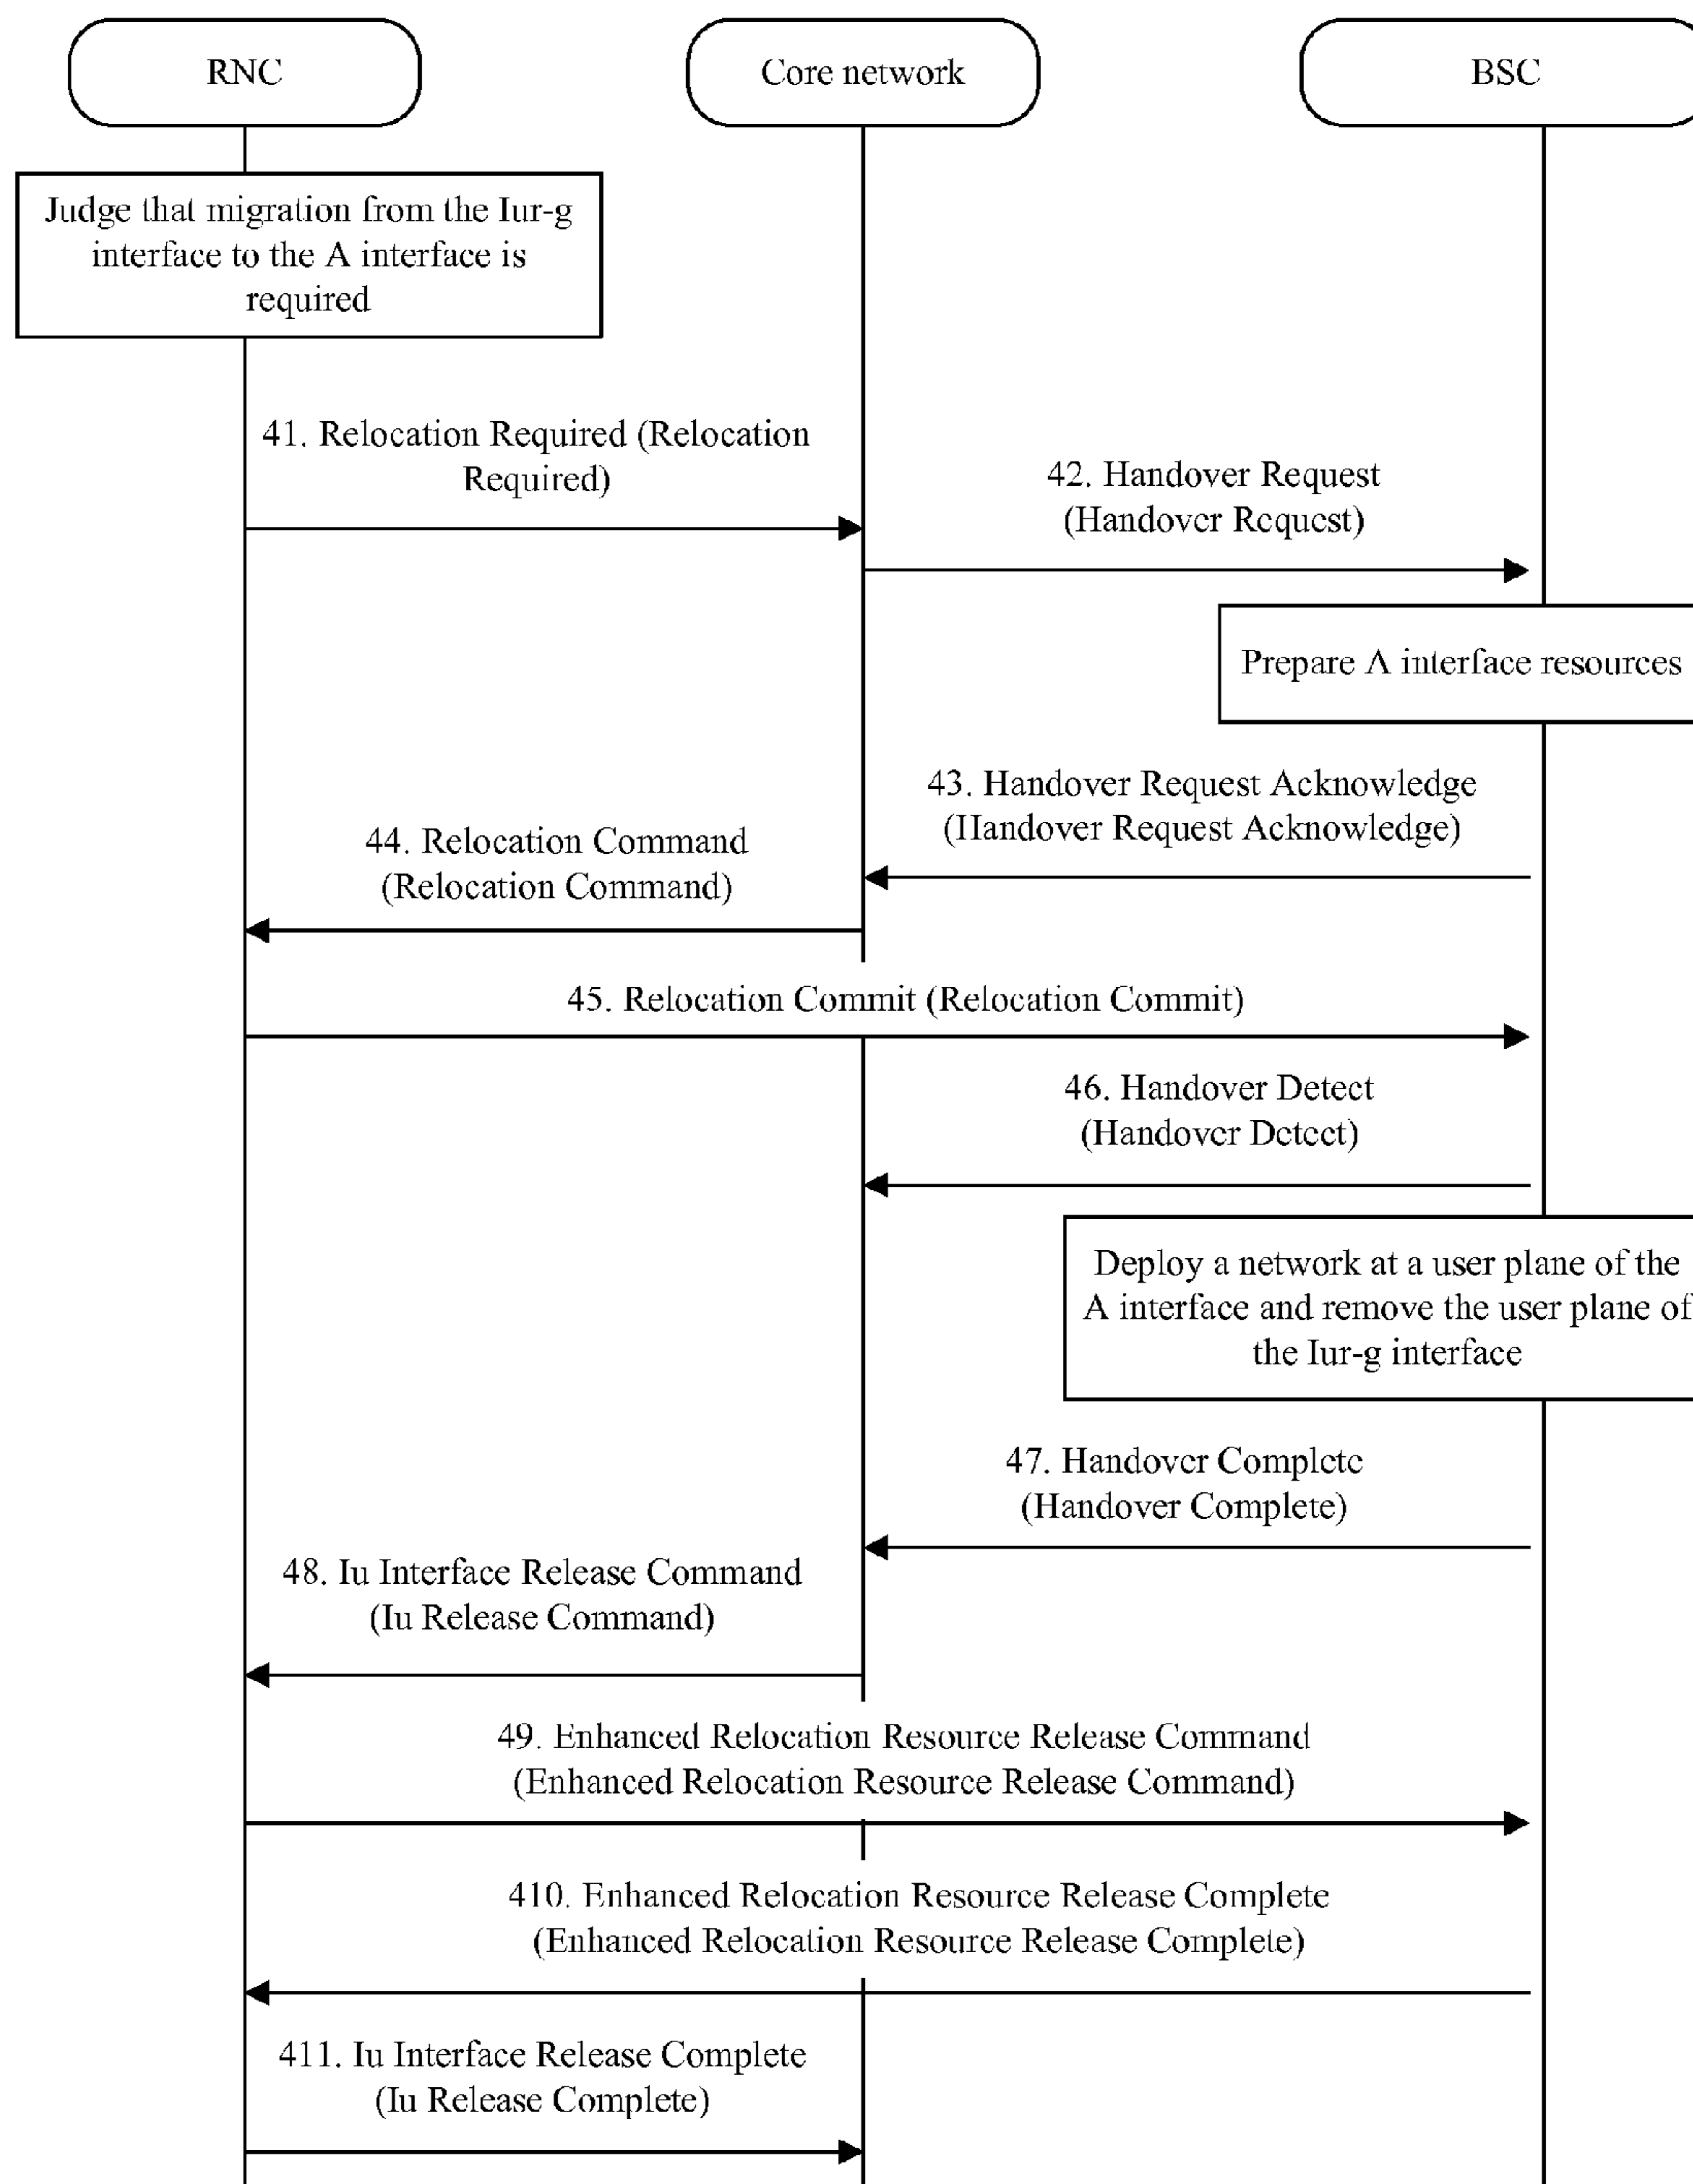 RNC
Core network
BSC
Judge that migration from the Iur-g
interface to the A interface is
required
41. Relocation Required (Relocation
Required)
42. Handover Request
(Handover Request)
Prepare A interface resources
43. Handover Request Acknowledge
(Handover Request Acknowledge)
44. Relocation Command
(Relocation Command)
45. Relocation Commit (Relocation Commit)
46. Handover Detect
(Handover Detect)
Deploy a network at a user plane of the
A interface and remove the user plane of
the Iur-g interface
47. Handover Complete
(Handover Complete)
48. Iu Interface Release Command
(Iu Release Command)
49. Enhanced Relocation Resource Release Command
(Enhanced Relocation Resource Release Command)
410. Enhanced Relocation Resource Release Complete
(Enhanced Relocation Resource Release Complete)
411. Iu Interface Release Complete
(Iu Release Complete)